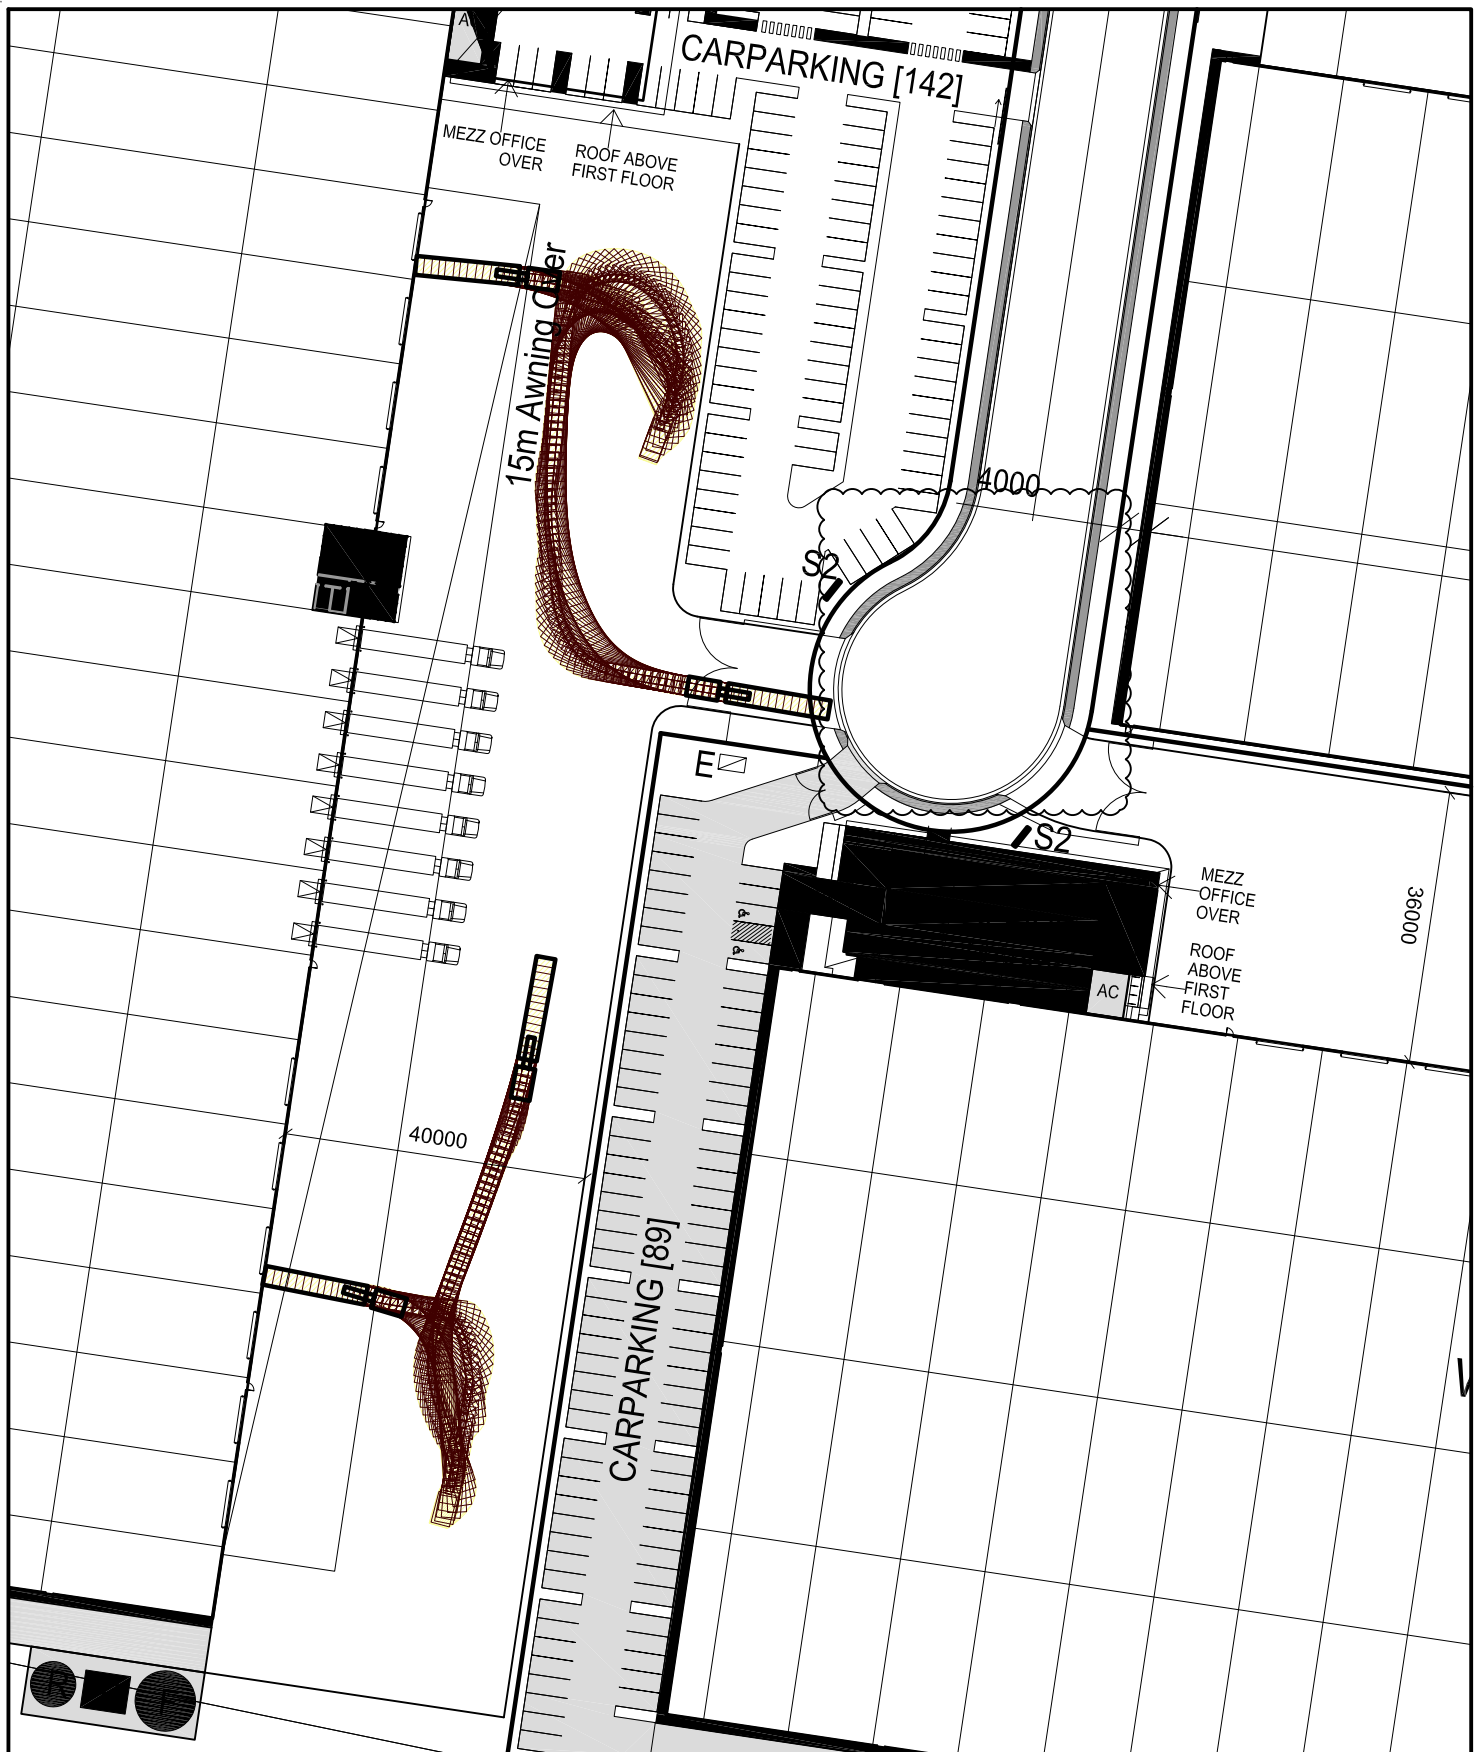 CARPARKING [142]
MEZZ OFFICE
OVER
ROOF ABOVE
FIRST FLOOR
15m Awning Over
4000
S2
E
S2
MEZZ
OFFICE
OVER
36000
ROOF
ABOVE
FIRST
FLOOR
AC
40000
CARPARKING [89]
R